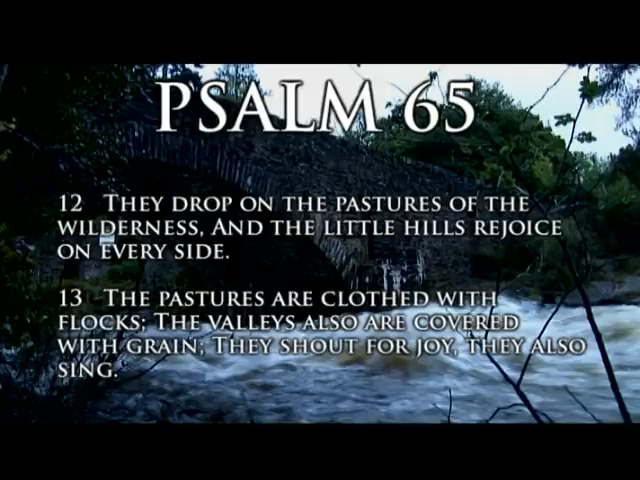 PSALM 65
12 THEY DROP ON THE PASTURES OF THE
WILDERNESS, AND THE LITTLE HILLS REJOICE
ON EVERY SIDE.
13 THE PASTURES ARE CLOTHED WITH
FLOCKS; THE VALLEYS ALSO ARE COVERED
WITH GRAIN; THEY SHOUT FOR JOY, THEY ALSO
SING.